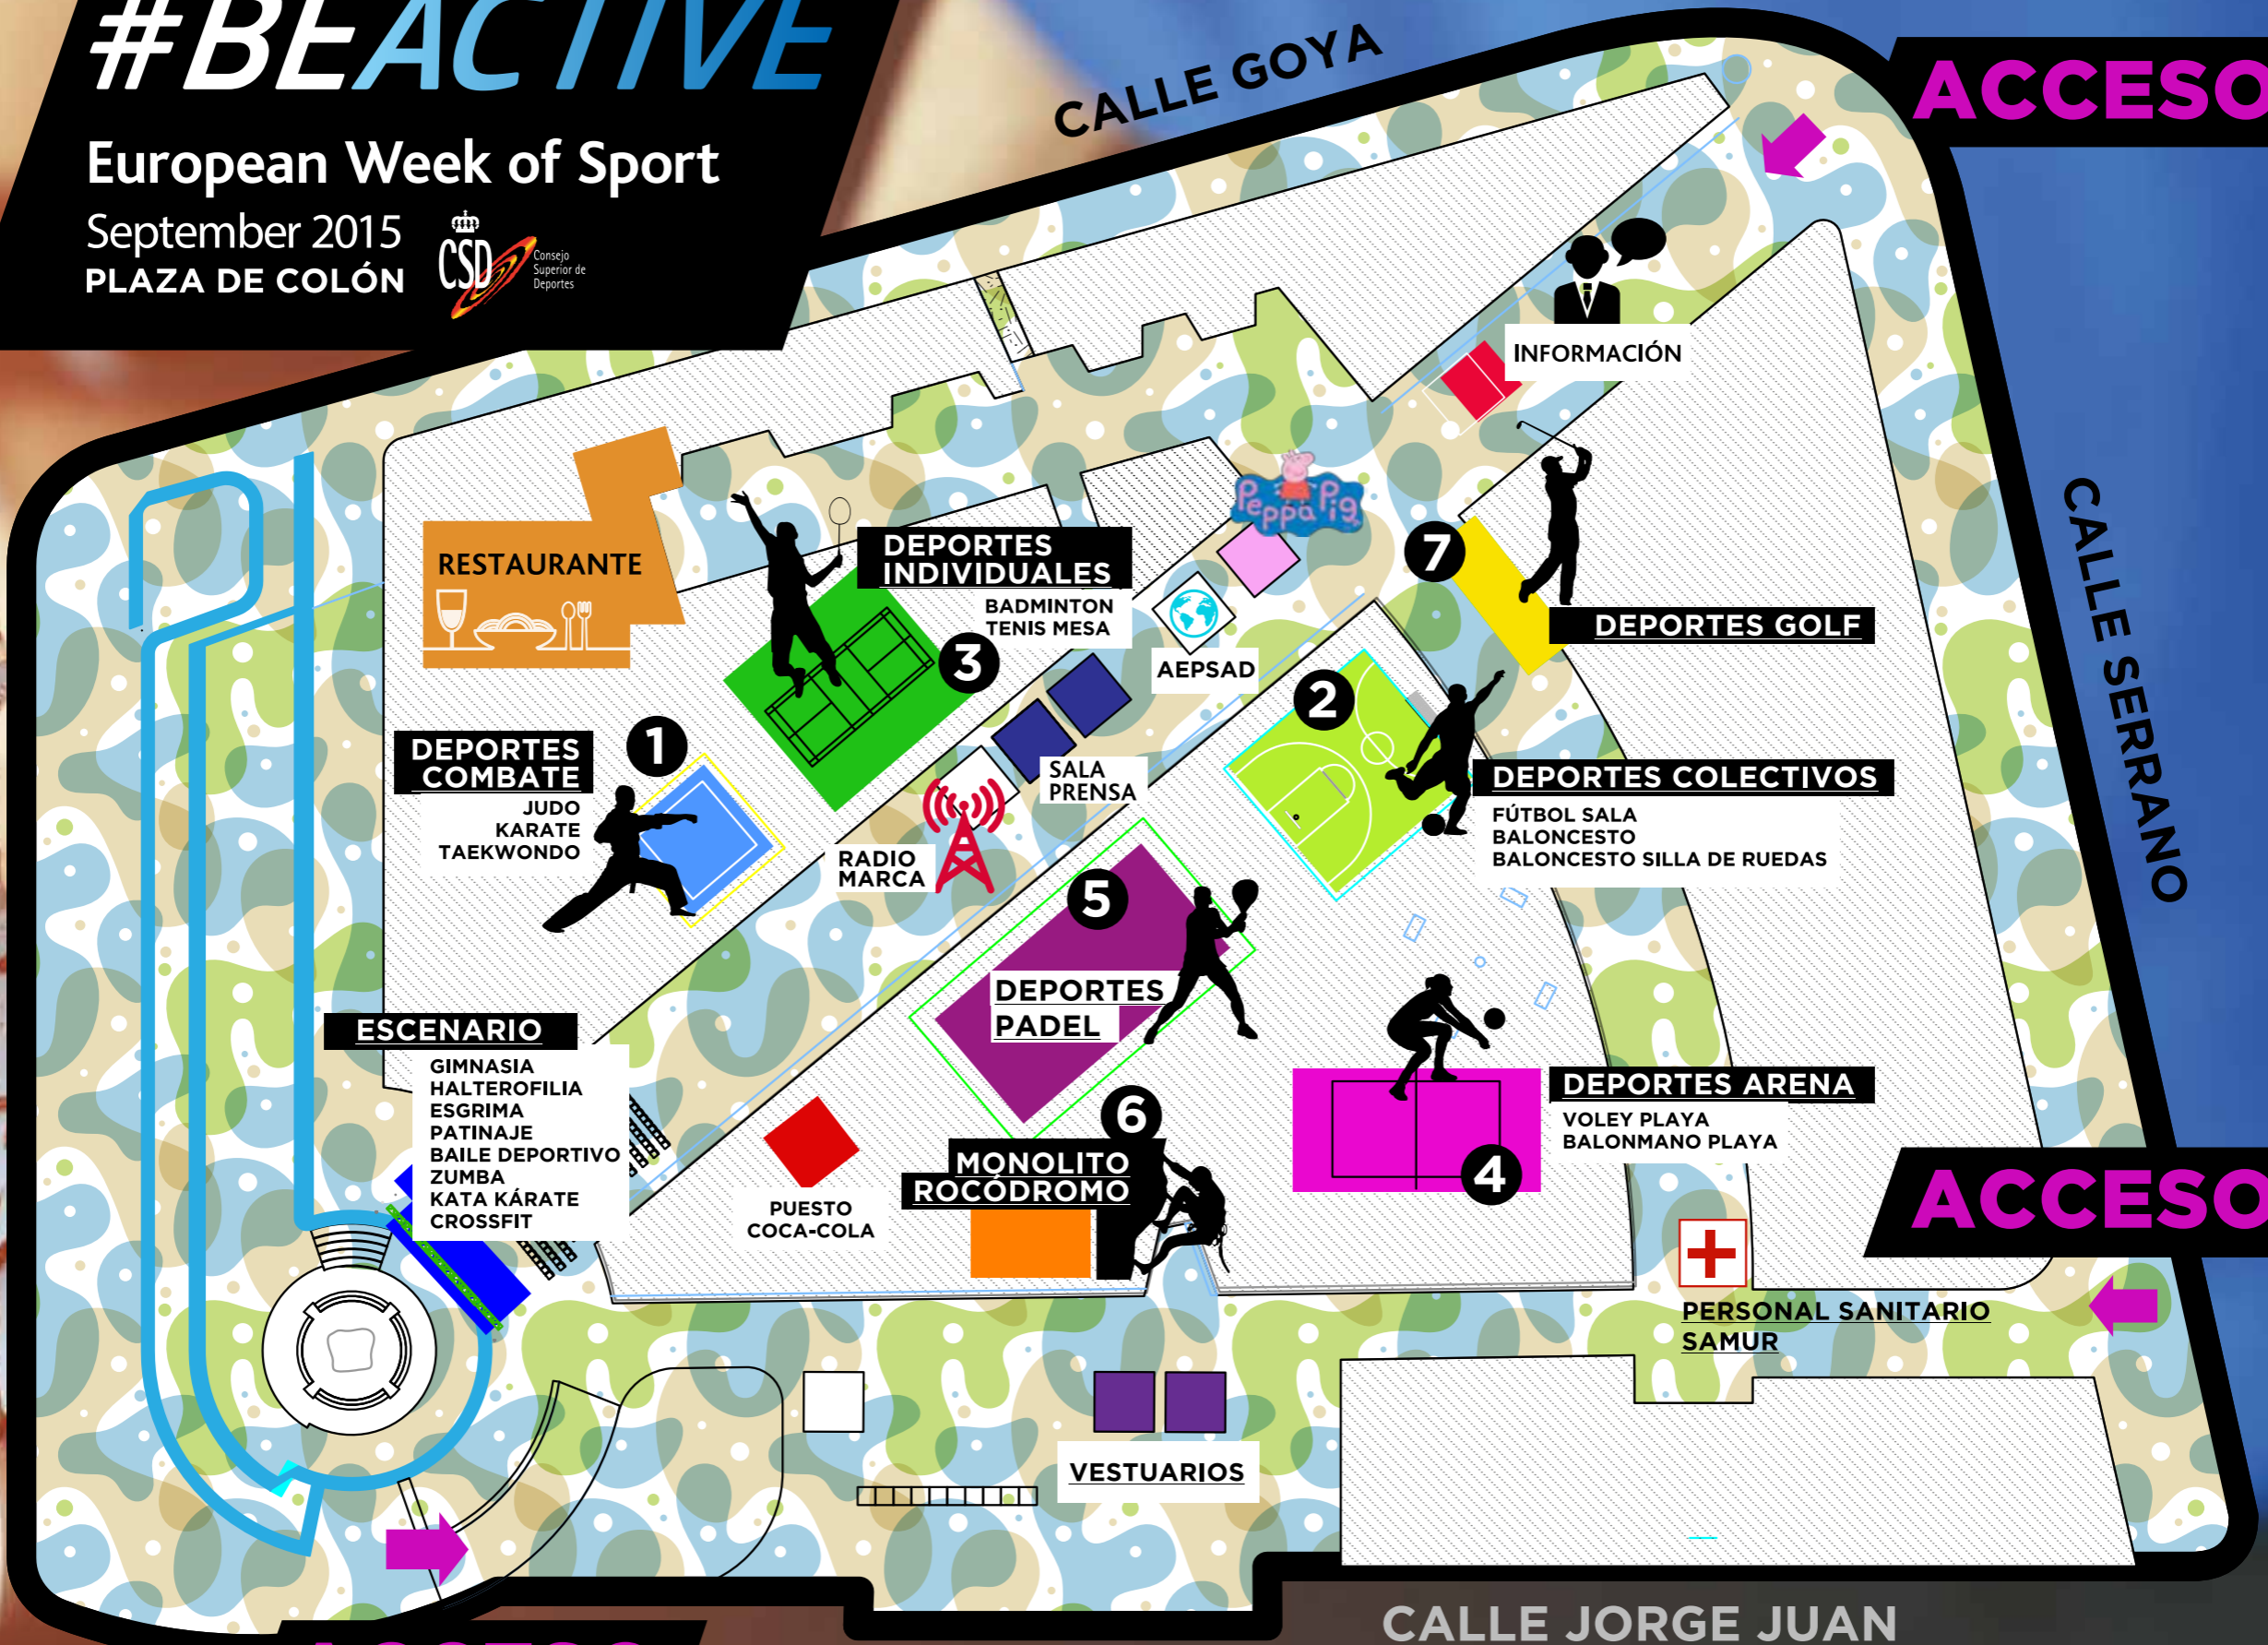 #BEACTIVE
European Week of Sport
September 2015
PLAZA DE COLÓN
CSD
Consejo
Superior de
Deportes
CALLE GOYA
ACCESO
INFORMACIÓN
CALLE SERRANO
Peppa Pig
RESTAURANTE
DEPORTES
INDIVIDUALES
BADMINTON
TENIS MESA
3
AEPSAD
7
DEPORTES GOLF
2
DEPORTES COLECTIVOS
FÚTBOL SALA
BALONCESTO
BALONCESTO SILLA DE RUEDAS
DEPORTES
COMBATE
JUDO
KARATE
TAEKWONDO
1
SALA
PRENSA
RADIO
MARCA
5
DEPORTES
PADEL
ESCENARIO
GIMNASIA
HALTEROFILIA
ESGRIMA
PATINAJE
BAILE DEPORTIVO
ZUMBA
KATA KÁRATE
CROSSFIT
PUESTO
COCA-COLA
6
MONOLITO
ROCÓDROMO
DEPORTES ARENA
VOLEY PLAYA
BALONMANO PLAYA
4
ACCESO
PERSONAL SANITARIO
SAMUR
VESTUARIOS
CALLE JORGE JUAN
ACCESO